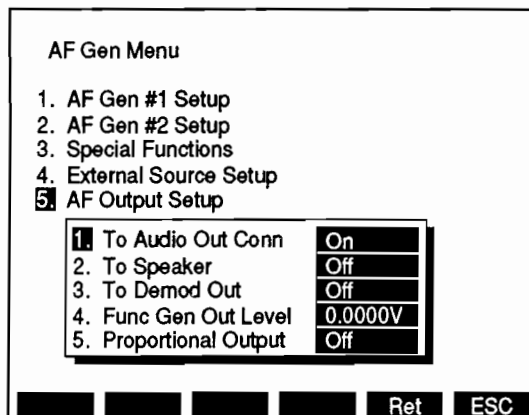 AF Gen Menu
1. AF Gen #1 Setup
2. AF Gen #2 Setup
3. Special Functions
4. External Source Setup
5. AF Output Setup
1. To Audio Out Conn On
2. To Speaker Off
3. To Demod Out Off
4. Func Gen Out Level 0.0000V
5. Proportional Output Off
Ret ESC